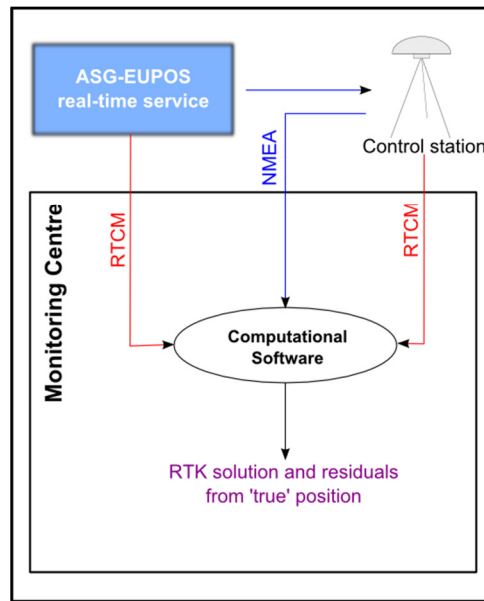 ASG-EUPOS
real-time service
Control station
NMEA
RTCM
RTCM
Monitoring Centre
Computational
Software
RTK solution and residuals
from 'true' position